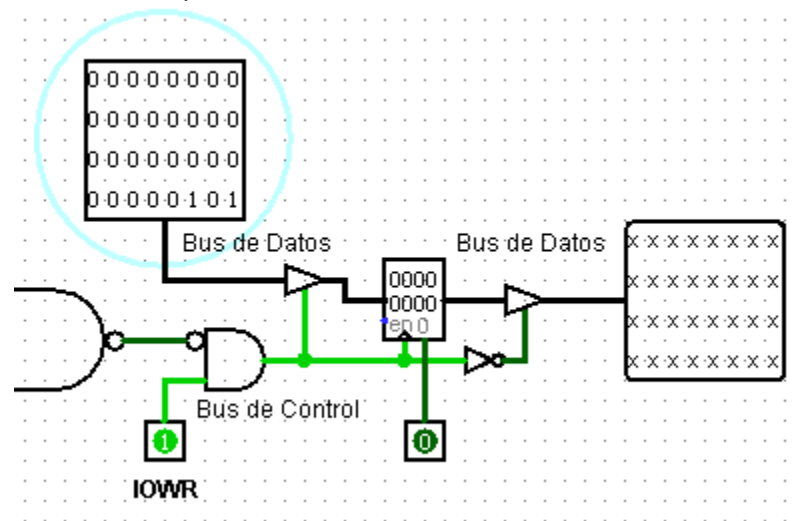 0 0 0 0 0 0 0 0
0 0 0 0 0 0 0 0
0 0 0 0 0 0 0 0
0 0 0 0 0 1 0 1
Bus de Datos
Bus de Datos
0000
0000
en 0
x x x x x x x x
x x x x x x x x
x x x x x x x x
x x x x x x x x
Bus de Control
1
0
IOWR